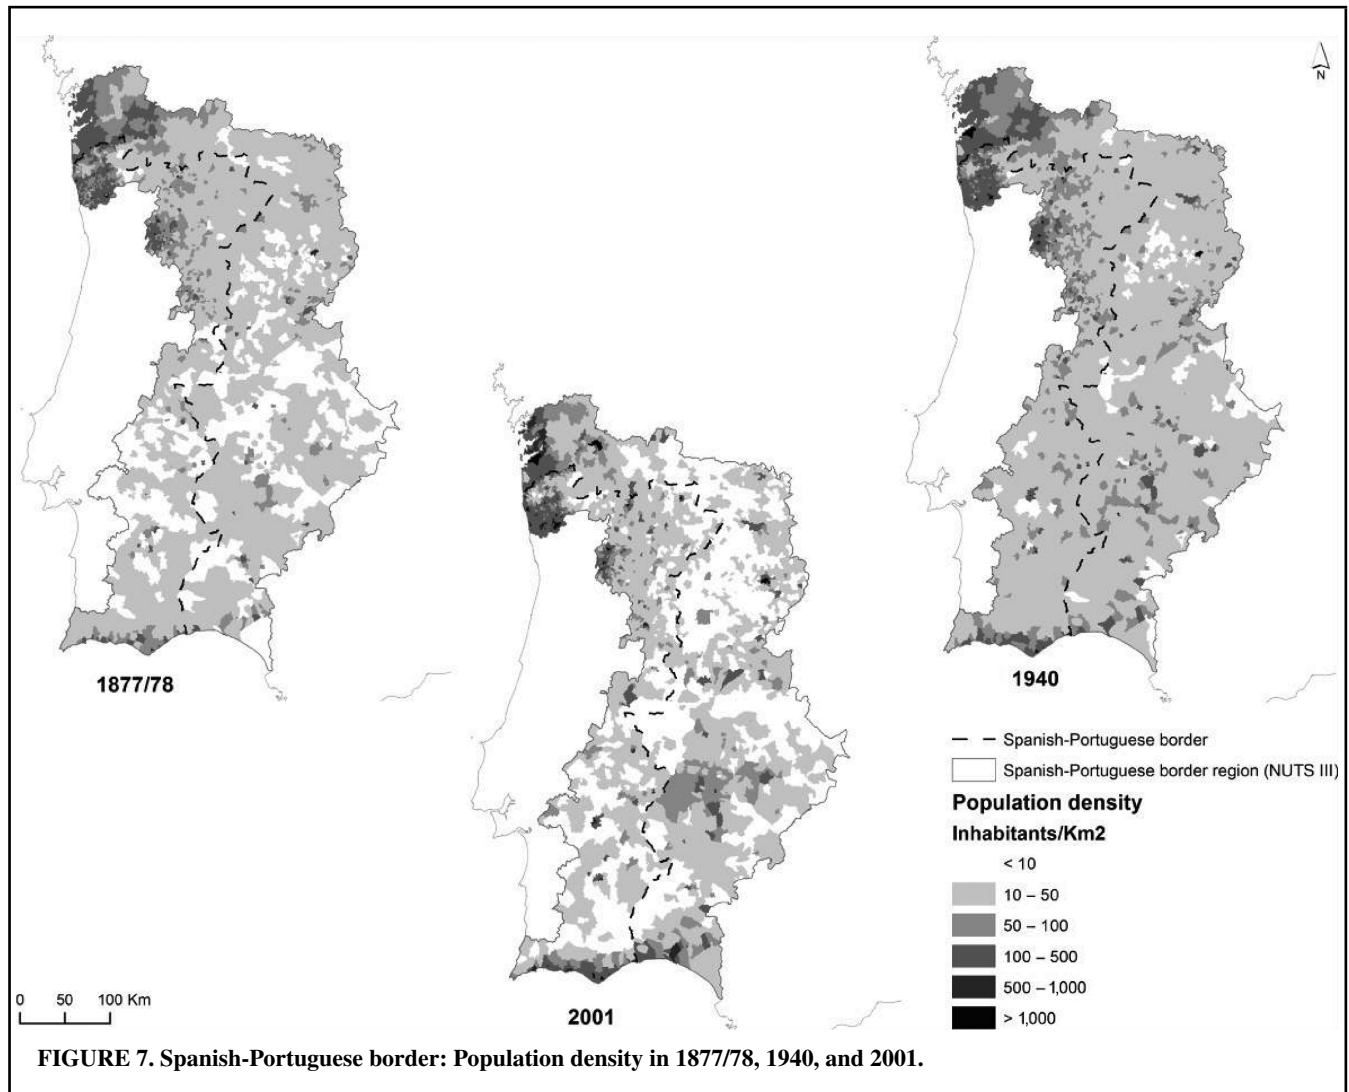 N
1877/78
1940
Spanish-Portuguese border
Spanish-Portuguese border region (NUTS III)
Population density
Inhabitants/Km2
< 10
10 – 50
50 – 100
100 – 500
500 – 1,000
> 1,000
0 50 100 Km
2001
FIGURE 7. Spanish-Portuguese border: Population density in 1877/78, 1940, and 2001.